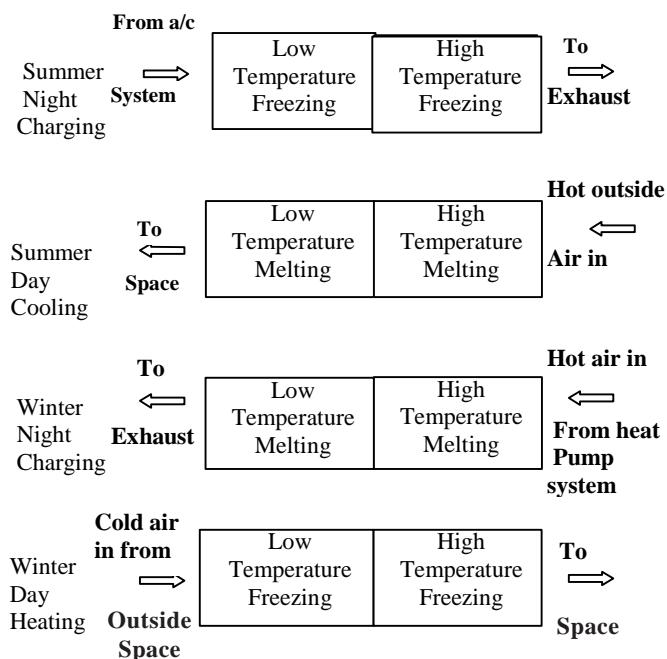 From a/c
System
Summer
Night
Charging
Low
Temperature
Freezing
High
Temperature
Freezing
To
Exhaust
Summer
Day
Cooling
To
Space
Low
Temperature
Melting
High
Temperature
Melting
Hot outside
Air in
Winter
Night
Charging
To
Exhaust
Low
Temperature
Melting
High
Temperature
Melting
Hot air in
From heat
Pump
system
Winter
Day
Heating
Cold air
in from
Outside
Space
Low
Temperature
Freezing
High
Temperature
Freezing
To
Space